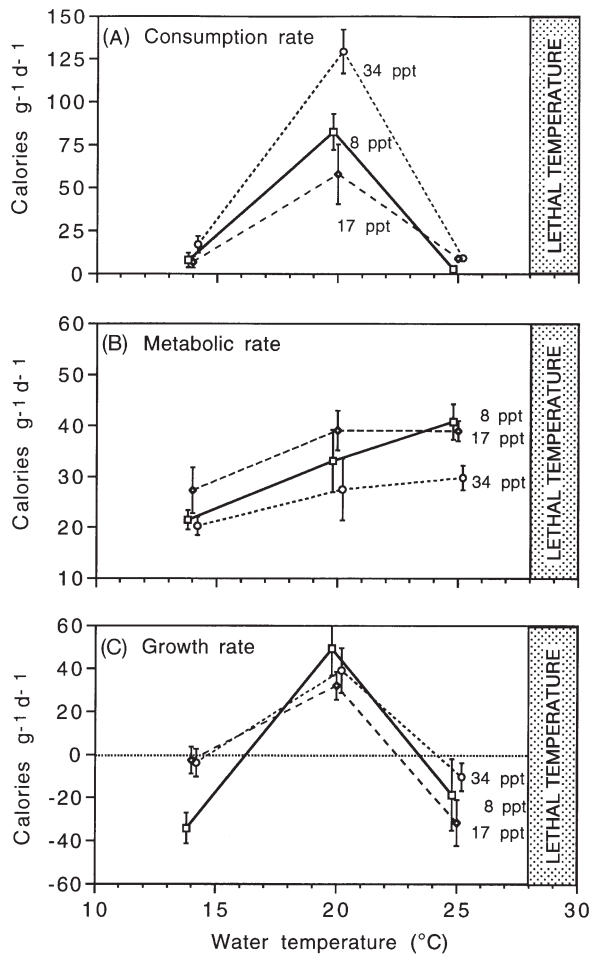 (A) Consumption rate
150
125
100
75
50
25
0
Calories g-1 d-1
34 ppt
8 ppt
17 ppt
LETHAL TEMPERATURE
(B) Metabolic rate
60
50
40
30
20
10
Calories g-1 d-1
8 ppt
17 ppt
34 ppt
LETHAL TEMPERATURE
(C) Growth rate
60
40
20
0
-20
-40
-60
Calories g-1 d-1
34 ppt
8 ppt
17 ppt
LETHAL TEMPERATURE
10 15 20 25 30
Water temperature (°C)